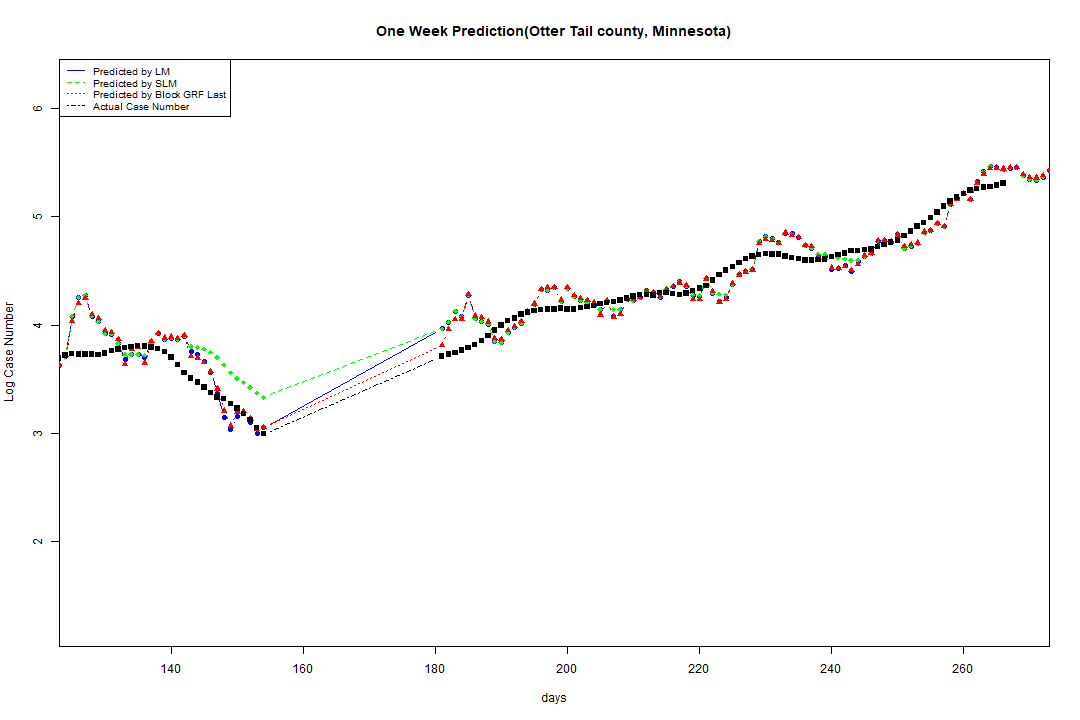 One Week Prediction(Otter Tail county, Minnesota)
Predicted by LM
Predicted by SLM
Predicted by Block GRF Last
Actual Case Number
6
5
4
3
2
Log Case Number
140 160 180 200 220 240 260
days